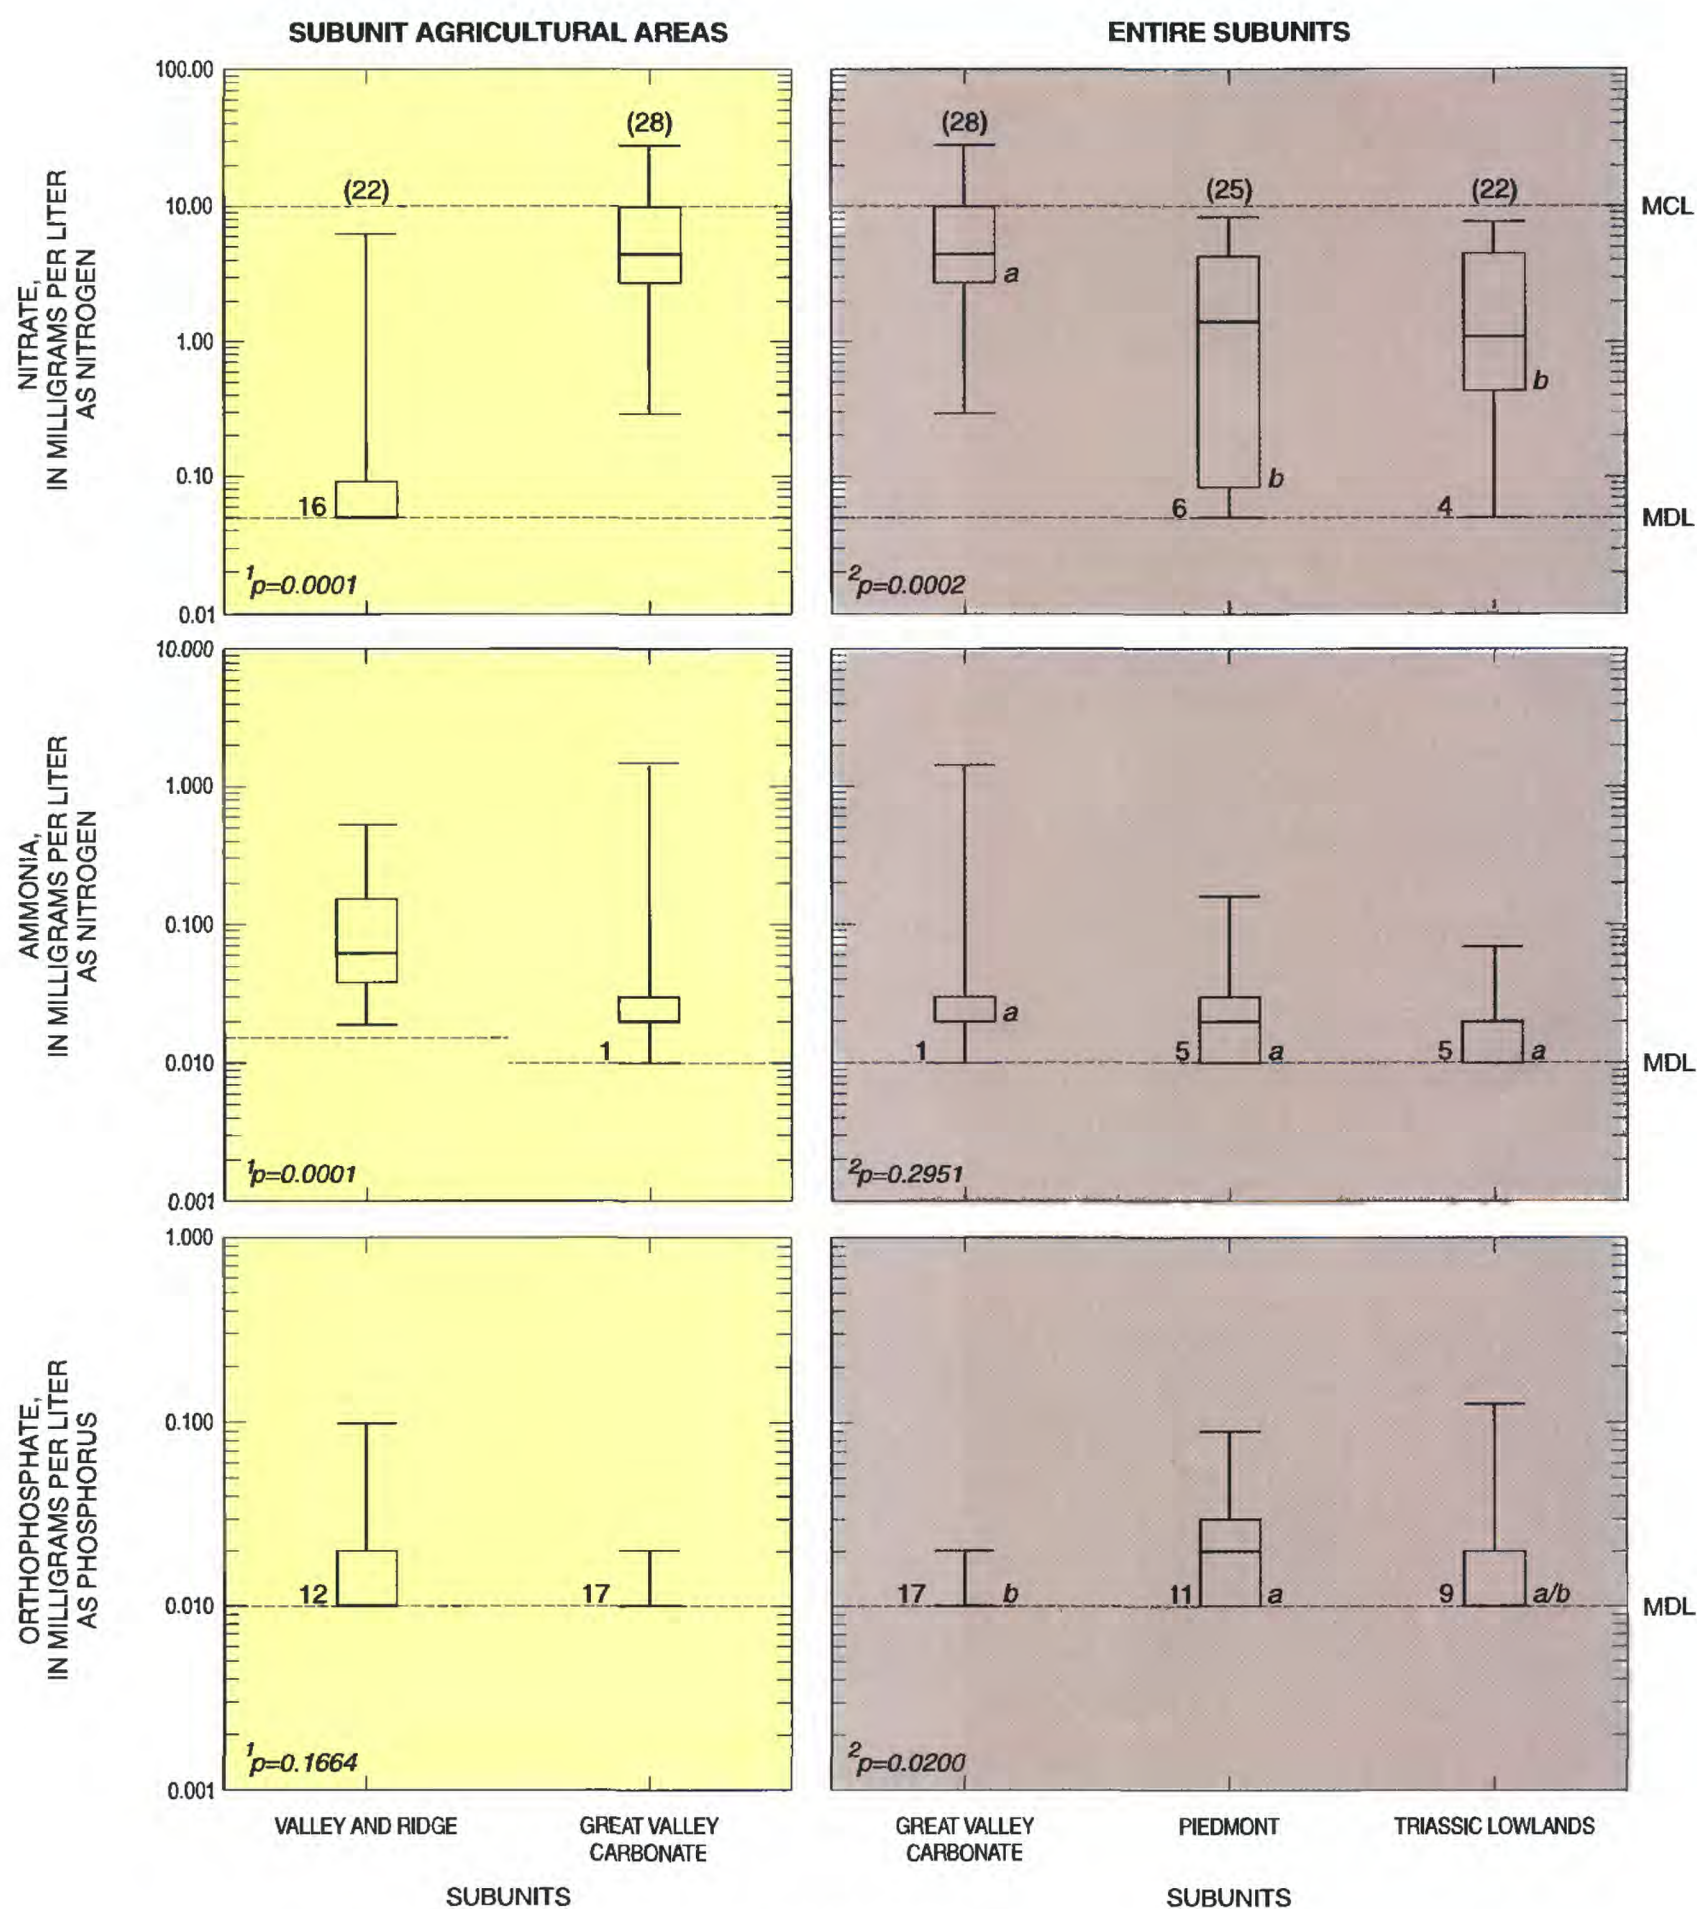 SUBUNIT AGRICULTURAL AREAS
ENTIRE SUBUNITS
NITRATE,
IN MILLIGRAMS PER LITER
AS NITROGEN
100.00
10.00
1.00
0.10
0.01
(22)
(28)
16
1p=0.0001
(28)
(25)
(22)
a
b
b
6
4
2p=0.0002
MCL
MDL
AMMONIA,
IN MILLIGRAMS PER LITER
AS NITROGEN
10.000
1.000
0.100
0.010
0.001
1
1p=0.0001
1
a
5
a
5
a
2p=0.2951
MDL
ORTHOPHOSPHATE,
IN MILLIGRAMS PER LITER
AS PHOSPHORUS
1.000
0.100
0.010
0.001
12
17
1p=0.1664
17
b
11
a
9
a/b
2p=0.0200
MDL
VALLEY AND RIDGE
GREAT VALLEY
CARBONATE
GREAT VALLEY
CARBONATE
PIEDMONT
TRIASSIC LOWLANDS
SUBUNITS
SUBUNITS